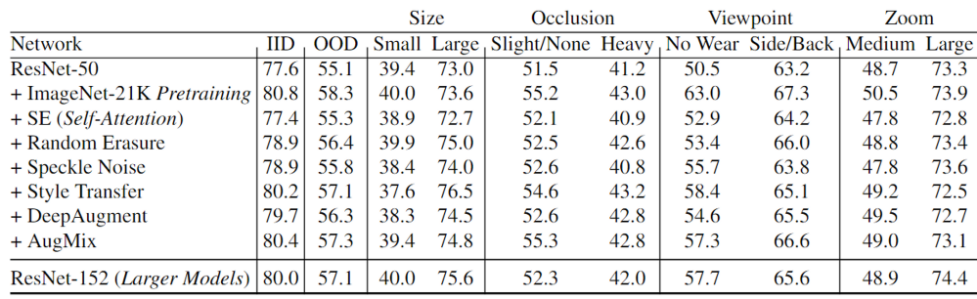 Size Occlusion Viewpoint Zoom
Network IID OOD Small Large Slight/None Heavy No Wear Side/Back Medium Large
ResNet-50 77.6 55.1 39.4 73.0 51.5 41.2 50.5 63.2 48.7 73.3
+ ImageNet-21K Pretraining 80.8 58.3 40.0 73.6 55.2 43.0 63.0 67.3 50.5 73.9
+ SE (Self-Attention) 77.4 55.3 38.9 72.7 52.1 40.9 52.9 64.2 47.8 72.8
+ Random Erasure 78.9 56.4 39.9 75.0 52.5 42.6 53.4 66.0 48.8 73.4
+ Speckle Noise 78.9 55.8 38.4 74.0 52.6 40.8 55.7 63.8 47.8 73.6
+ Style Transfer 80.2 57.1 37.6 76.5 54.6 43.2 58.4 65.1 49.2 72.5
+ DeepAugment 79.7 56.3 38.3 74.5 52.6 42.8 54.6 65.5 49.5 72.7
+ AugMix 80.4 57.3 39.4 74.8 55.3 42.8 57.3 66.6 49.0 73.1
ResNet-152 (Larger Models) 80.0 57.1 40.0 75.6 52.3 42.0 57.7 65.6 48.9 74.4